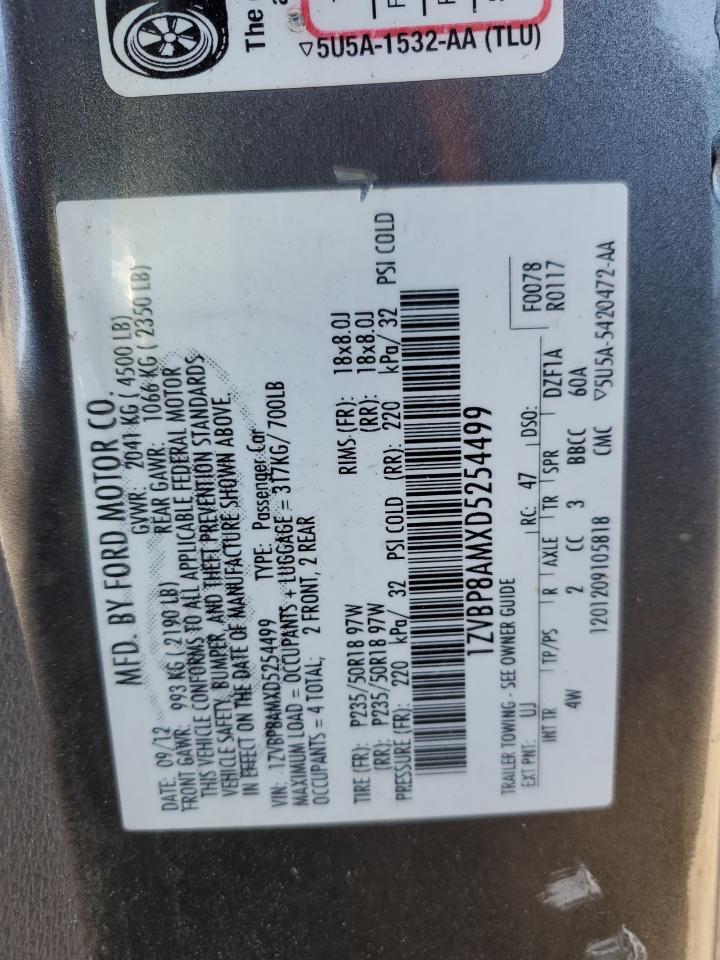 The
5U5A-1532-AA (TLU)
MFD. BY FORD MOTOR CO.
DATE: 09/12 GVWR: 2041 KG ( 4500 LB)
FRONT GAWR: 993 KG ( 2190 LB) REAR GAWR: 1066 KG ( 2350 LB)
THIS VEHICLE CONFORMS TO ALL APPLICABLE FEDERAL MOTOR
VEHICLE SAFETY, BUMPER, AND THEFT PREVENTION STANDARDS
IN EFFECT ON THE DATE OF MANUFACTURE SHOWN ABOVE.
VIN: 1ZVBP8AMXD5254499 TYPE: Passenger Car
MAXIMUM LOAD = OCCUPANTS + LUGGAGE = 317KG/ 700LB
OCCUPANTS = 4 TOTAL; 2 FRONT, 2 REAR
TIRE (FR): P235/50R18 97W RIMS (FR): 18x8.0J
(RR): P235/50R18 97W (RR): 18x8.0J
PRESSURE (FR): 220 kPa/ 32 PSI COLD (RR): 220 kPa/ 32 PSI COLD
1ZVBP8AMXD5254499
TRAILER TOWING - SEE OWNER GUIDE F0078
EXT PNT: UJ RC: 47 DSO: R0117
INT TR TP/PS R AXLE TR SPR DZF1A
4W 2 CC 3 BBCC 60A
1201209105818 CMC ▽5U5A-5420472-AA